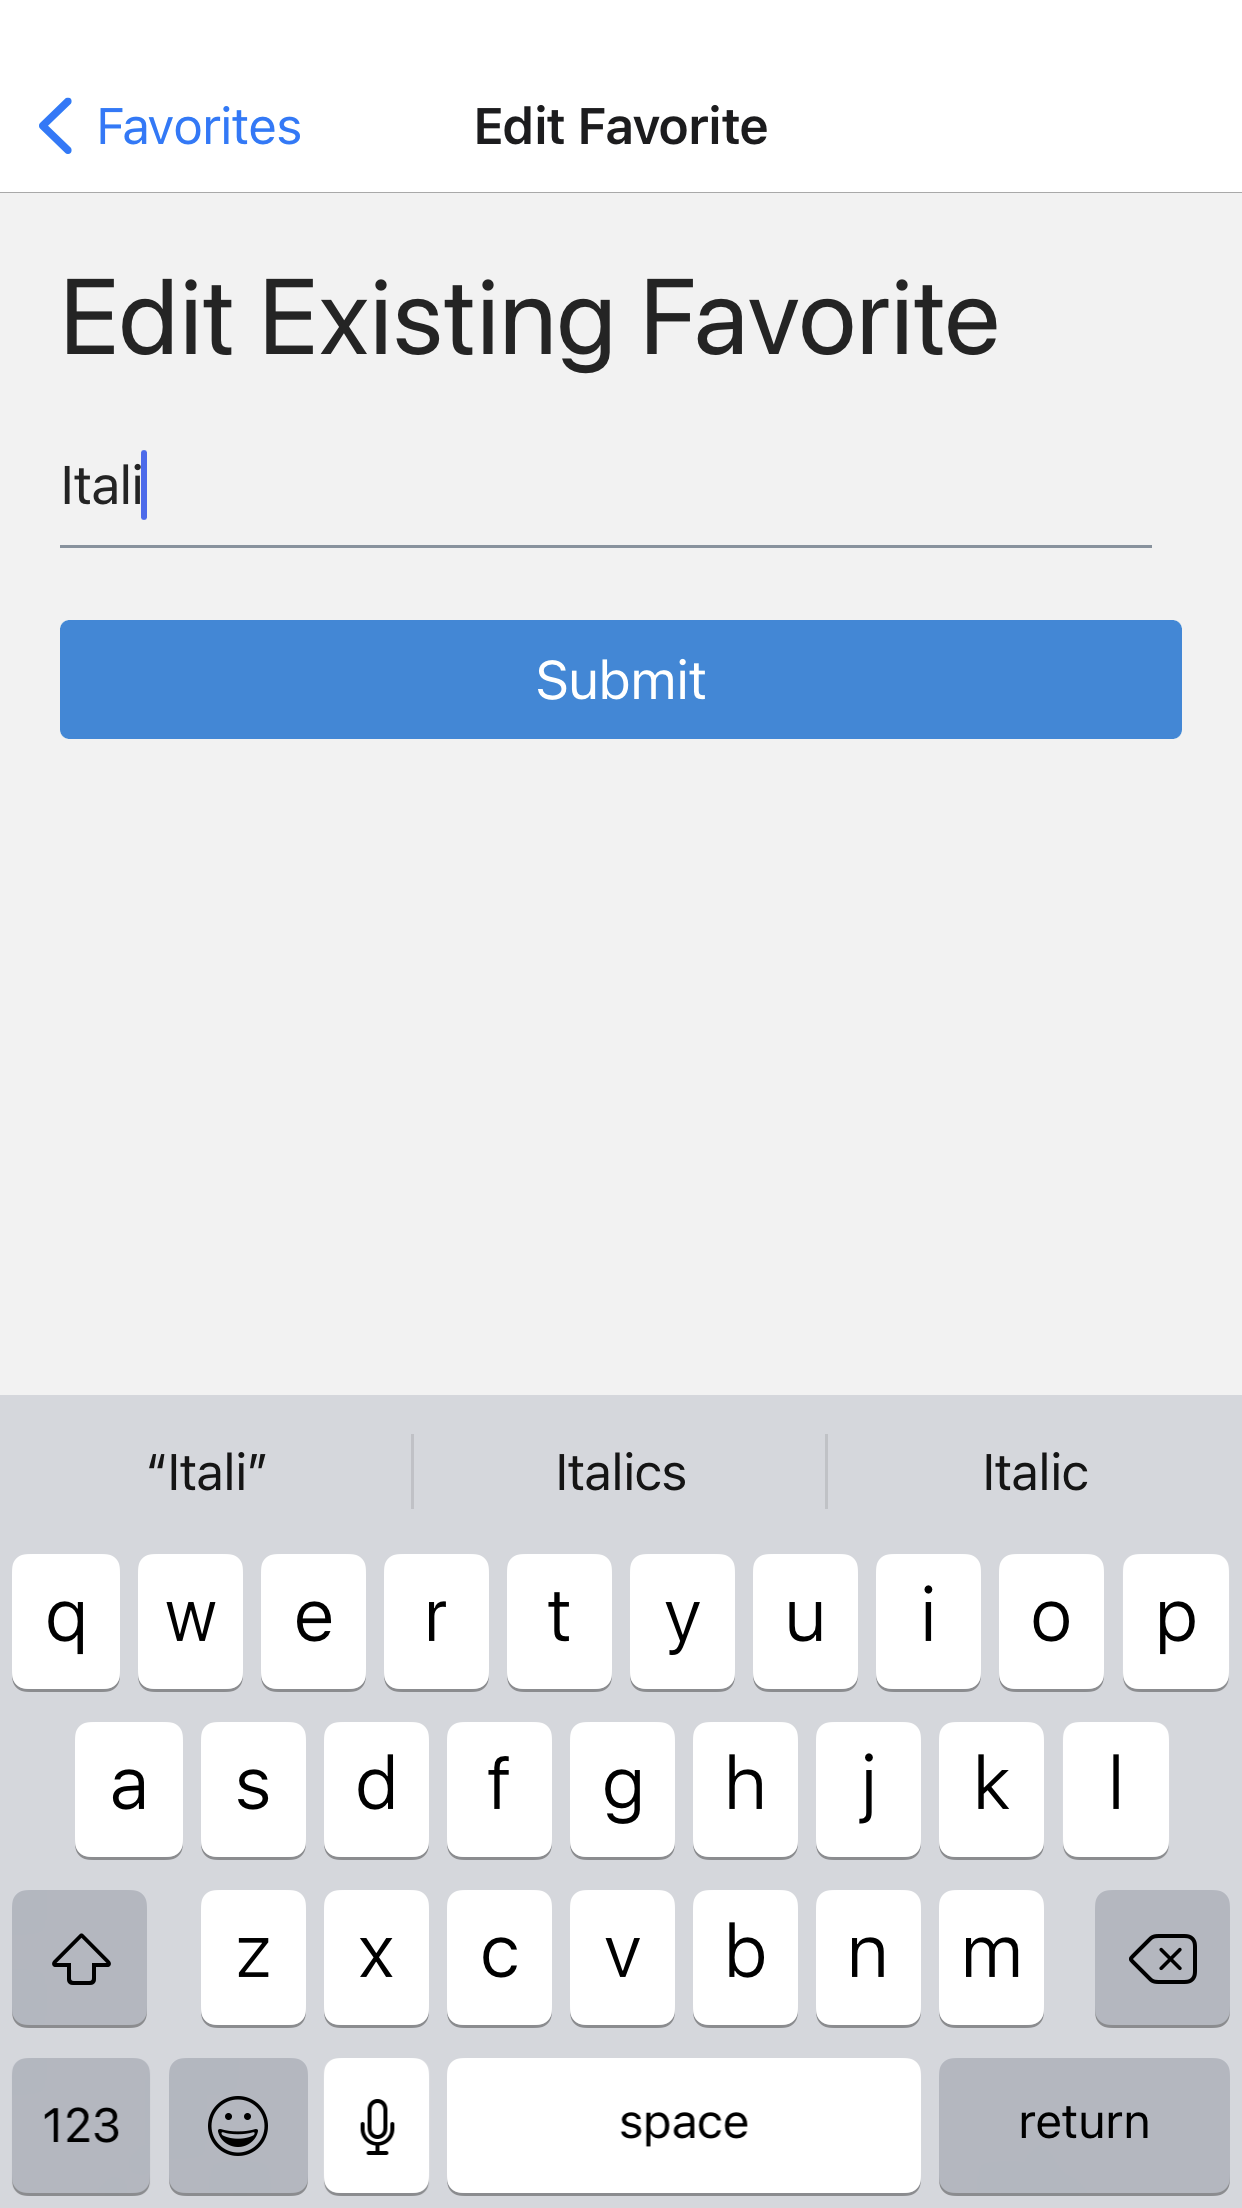 Favorites Edit Favorite
Edit Existing Favorite
Itali
Submit
“Itali” Italics Italic
q w e r t y u i o p
a s d f g h j k l
z x c v b n m
123 space return